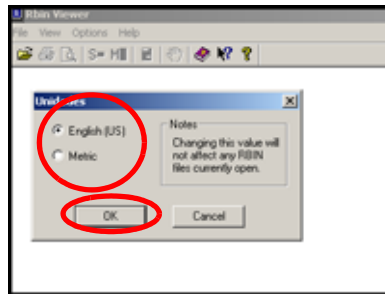 Rbin Viewer
File View Options Help
Unidades
English (US)
Metric
Notes
Changing this value will
not affect any RBIN
files currently open.
OK
Cancel